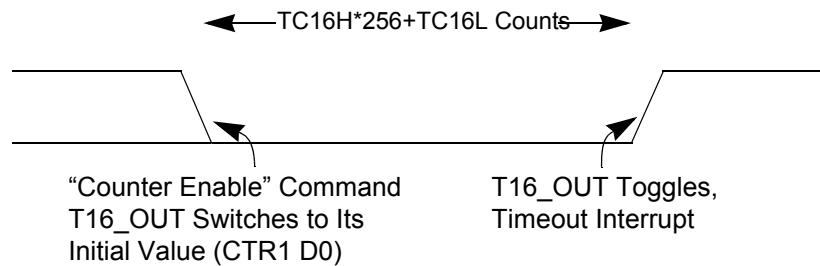 TC16H*256+TC16L Counts
“Counter Enable” Command
T16_OUT Switches to Its
Initial Value (CTR1 D0)
T16_OUT Toggles,
Timeout Interrupt